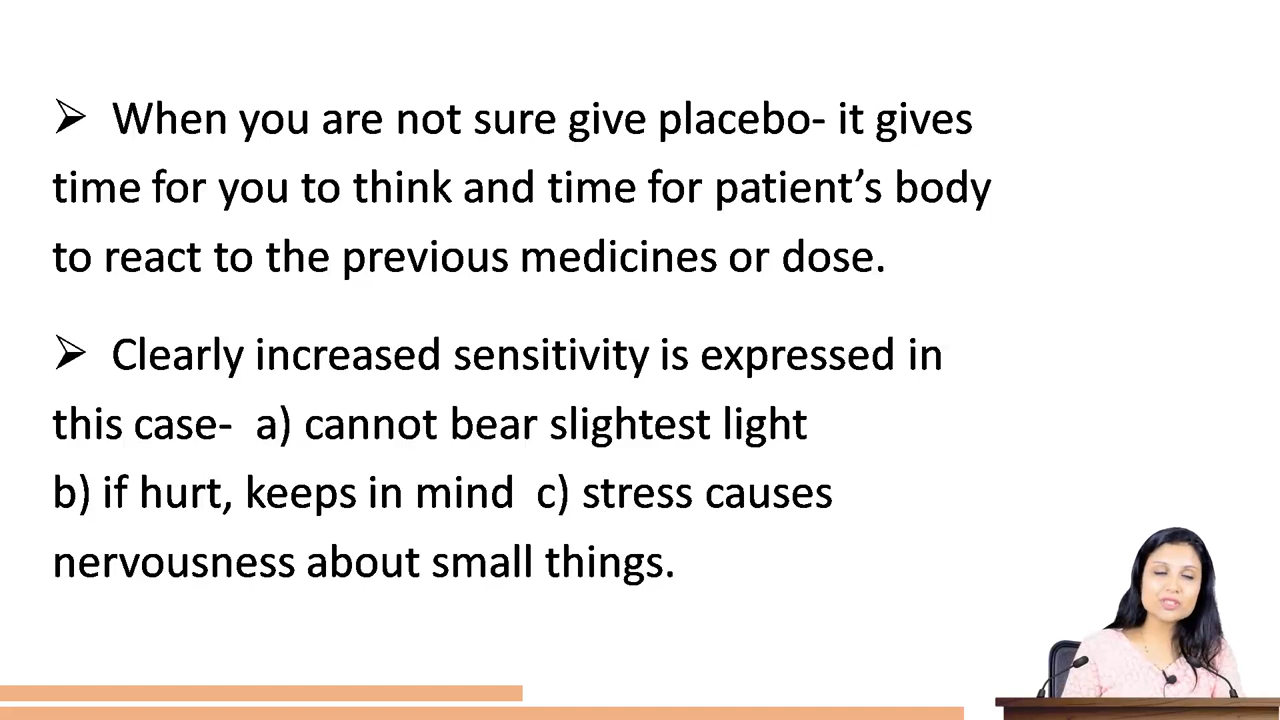 ➢ When you are not sure give placebo- it gives
time for you to think and time for patient’s body
to react to the previous medicines or dose.
➢ Clearly increased sensitivity is expressed in
this case- a) cannot bear slightest light
b) if hurt, keeps in mind c) stress causes
nervousness about small things.